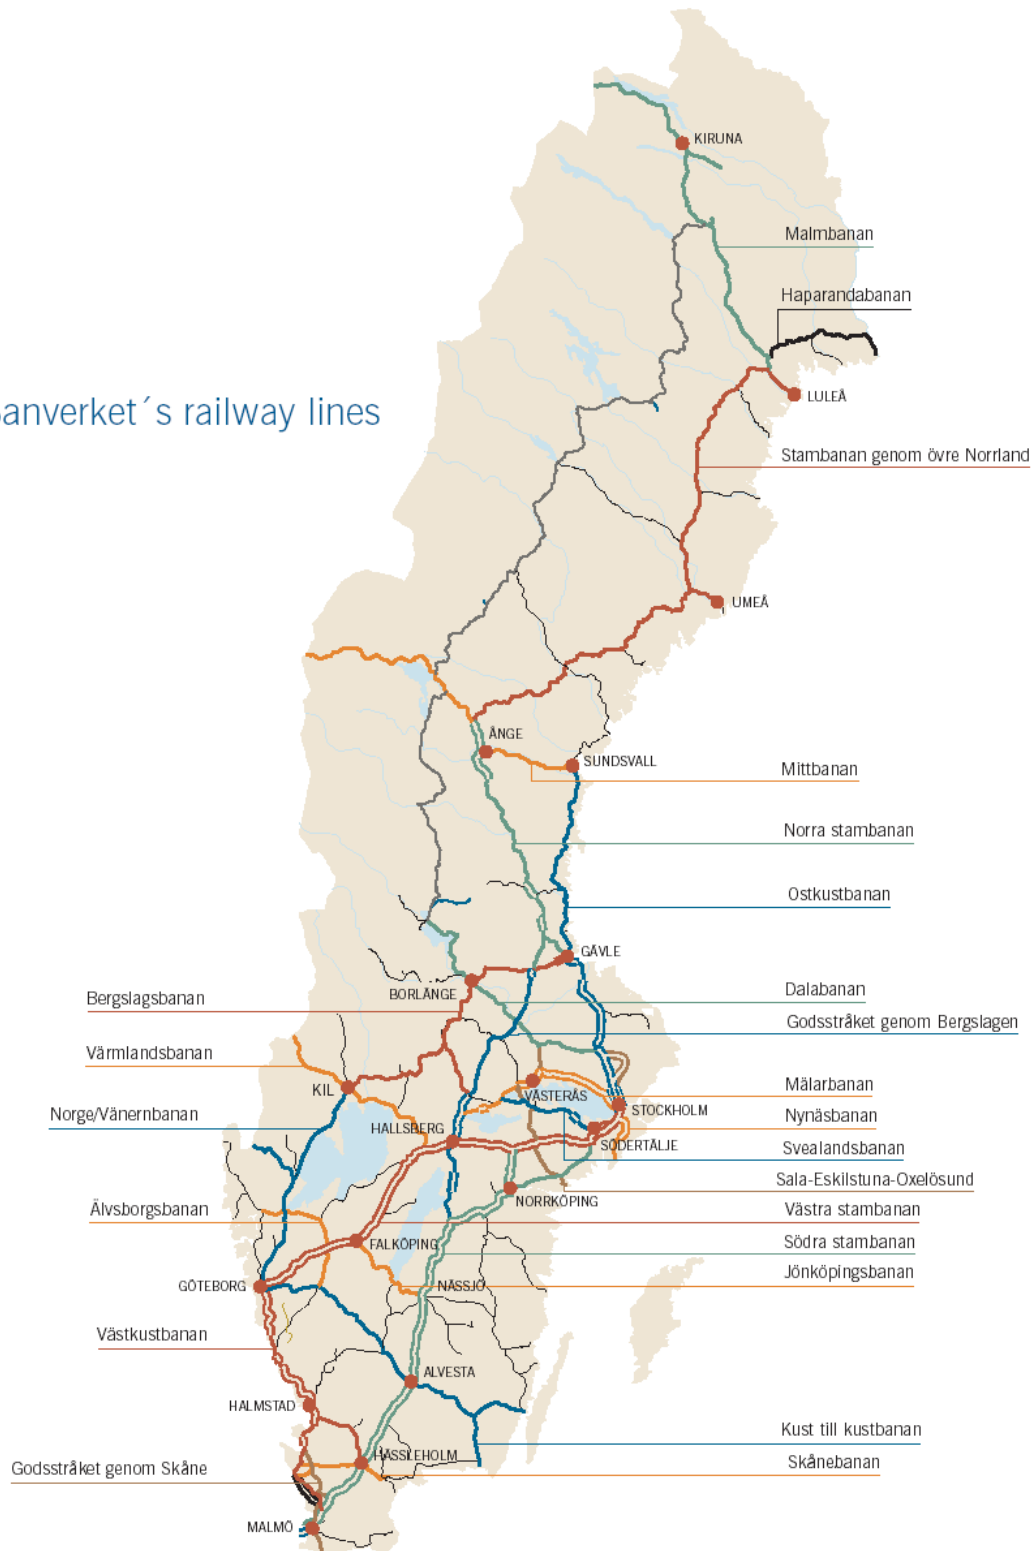 KIRUNA
Malmbanan
Haparandabanan
LULEÅ
anverket´s railway lines
Stambanan genom övre Norrland
UMEÅ
ÅNGE
SUNDSVALL
Mittbanan
Norra stambanan
Ostkustbanan
GÄVLE
BORLÄNGE
Dalabanan
Bergslagsbanan
Godsstråket genom Bergslagen
Värmlandsbanan
KIL
VÄSTERÅS
Mälarbanan
STOCKHOLM
Norge/Vänernbanan
Nynäsbanan
HALLSBERG
SÖDERTÄLJE
Svealandsbanan
Sala-Eskilstuna-Oxelösund
NORRKÖPING
Älvsborgsbanan
Västra stambanan
FALKÖPING
Södra stambanan
GÖTEBORG
NÄSSJÖ
Jönköpingsbanan
Västkustbanan
ALVESTA
HALMSTAD
Kust till kustbanan
HÄSSLEHOLM
Skånebanan
Godsstråket genom Skåne
MALMÖ